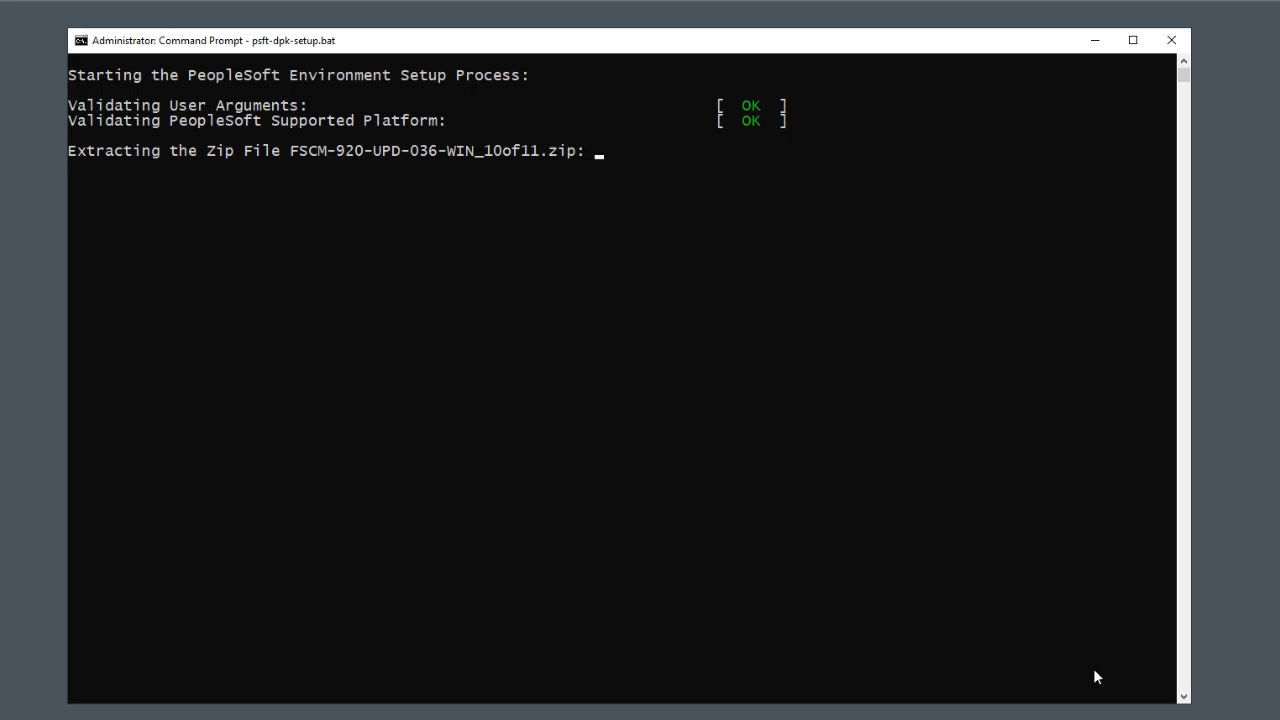 Administrator: Command Prompt - psft-dpk-setup.bat
Starting the PeopleSoft Environment Setup Process:
Validating User Arguments: [ OK ]
Validating PeopleSoft Supported Platform: [ OK ]
Extracting the Zip File FSCM-920-UPD-036-WIN_10of11.zip: